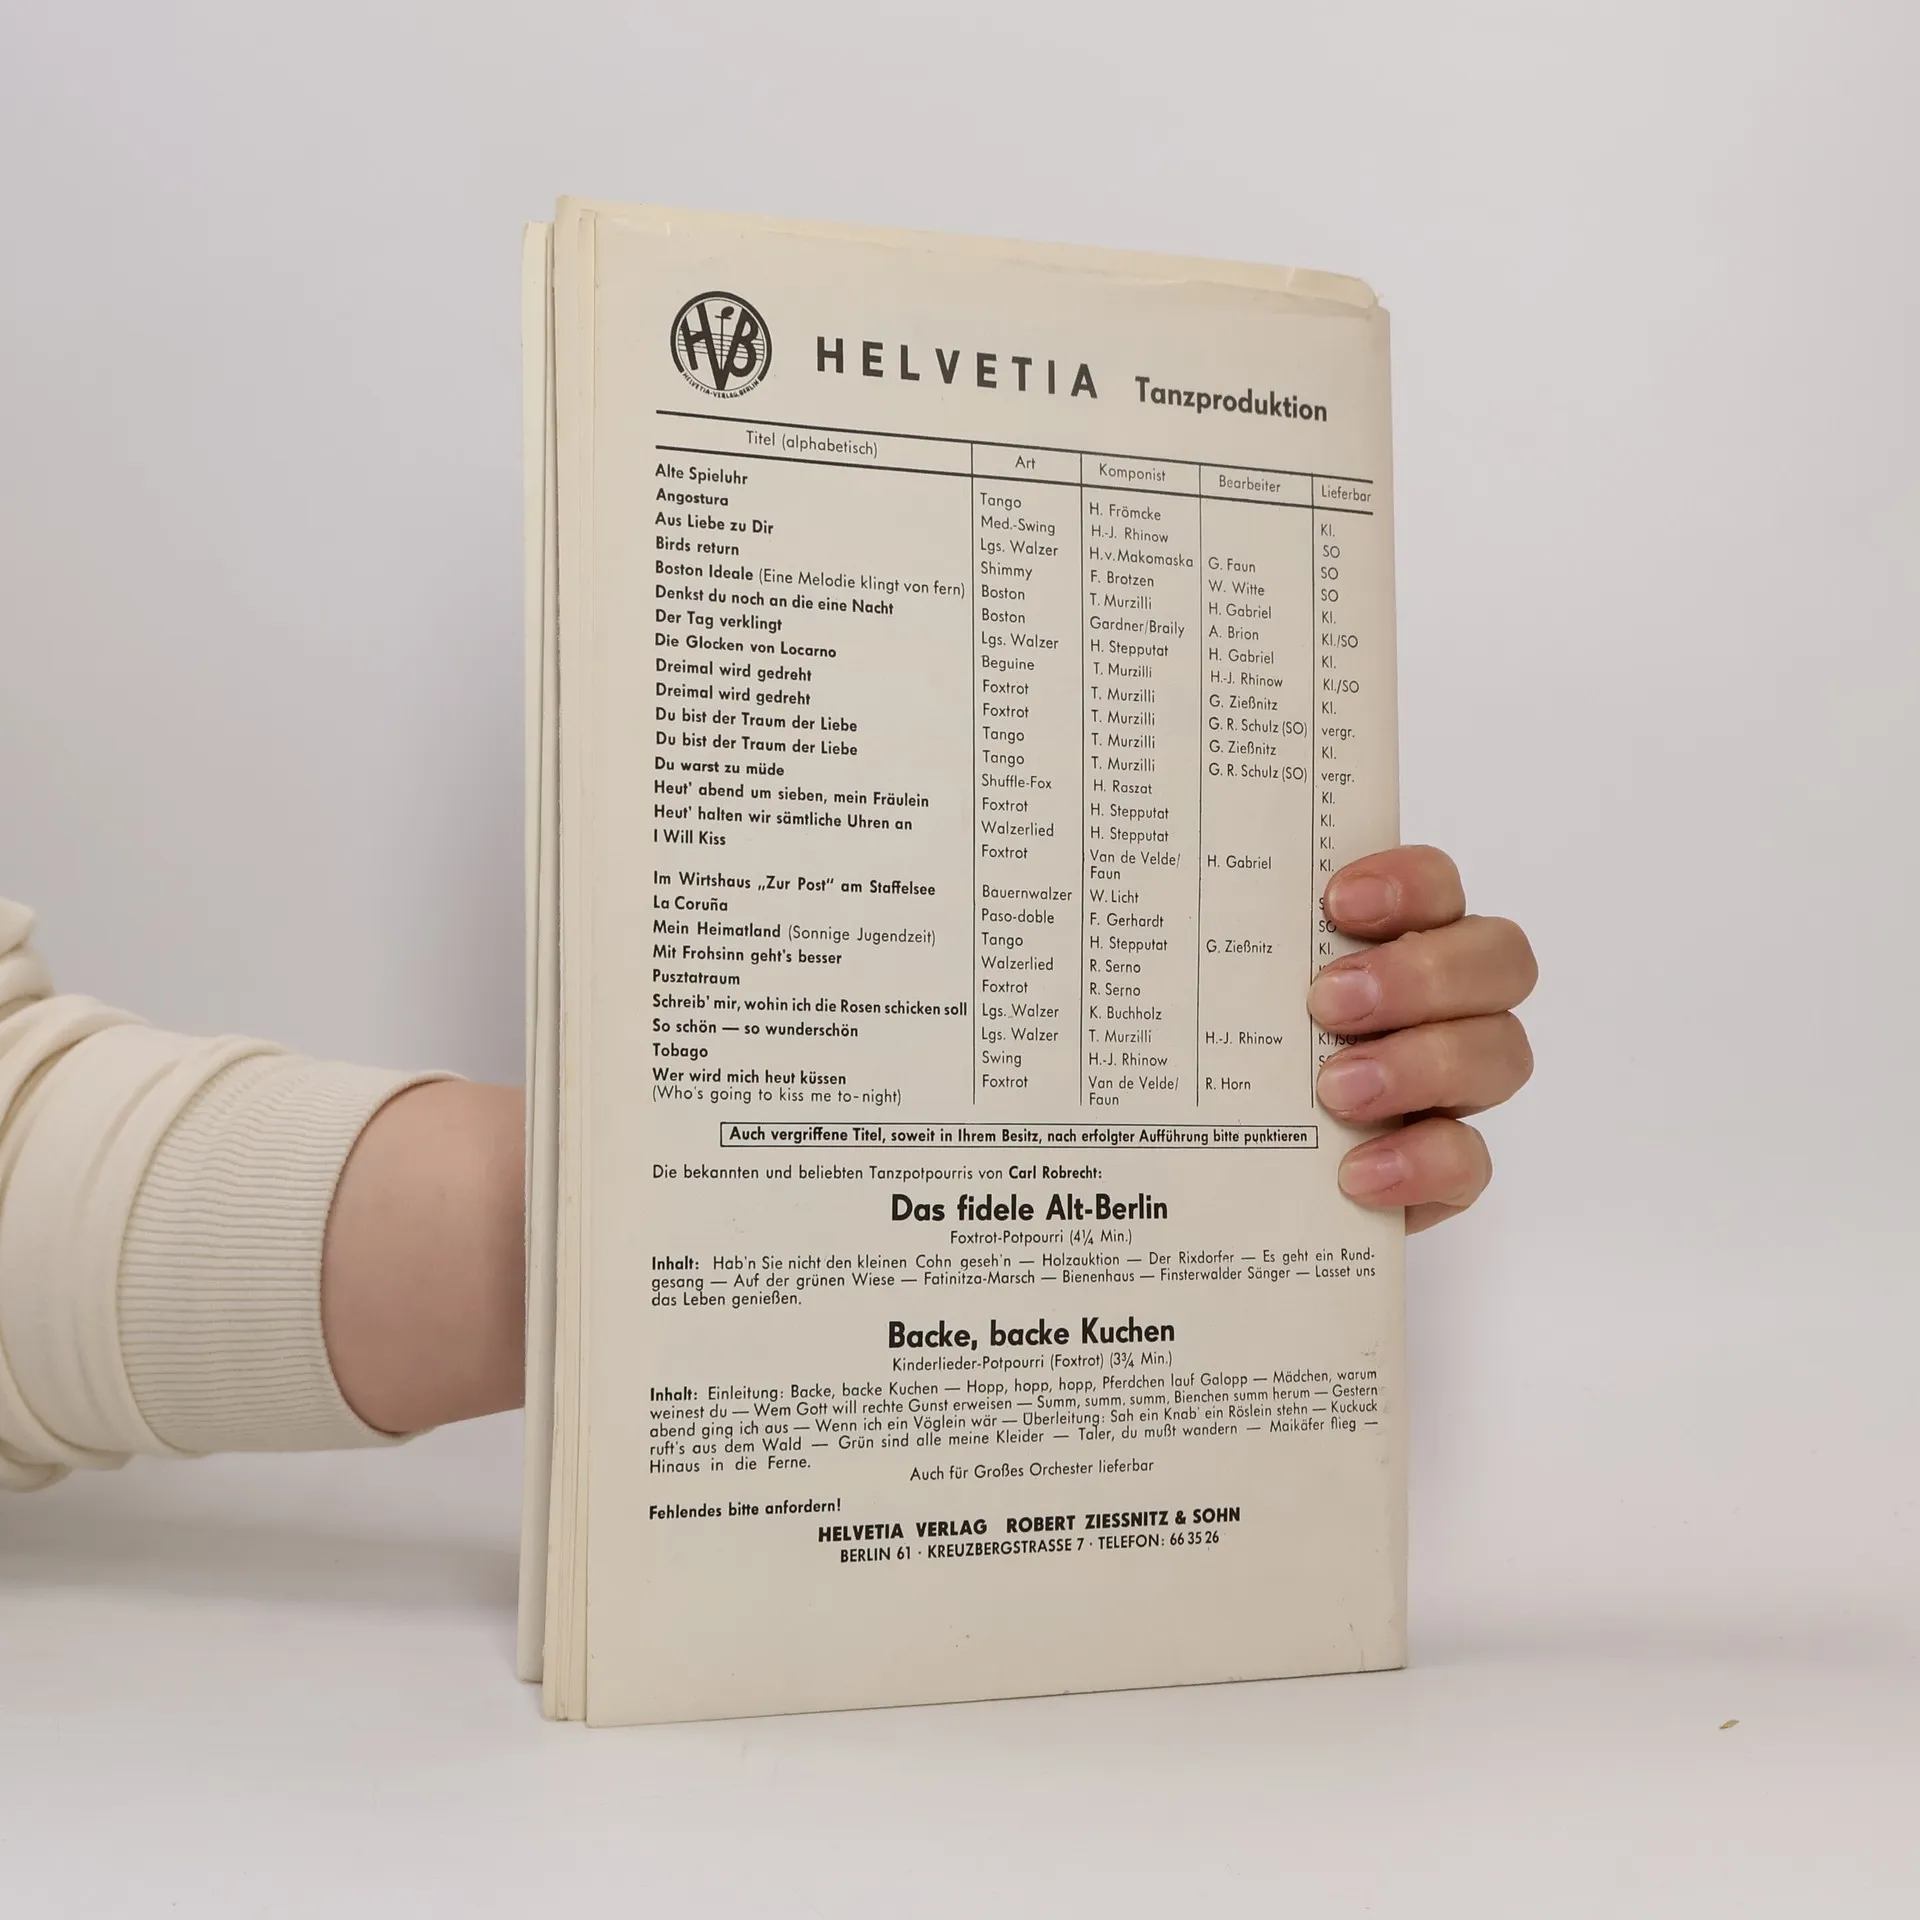 HVB
HELVETIA-VERLAG, BERLIN
HELVETIA Tanzproduktion
Titel (alphabetisch) Art Komponist Bearbeiter Lieferbar
Alte Spieluhr Tango H. Frömcke Kl.
Angostura Med.-Swing H.-J. Rhinow SO
Aus Liebe zu Dir Lgs. Walzer H.v.Makomaska G. Faun SO
Birds return Shimmy F. Brotzen W. Witte SO
Boston Ideale (Eine Melodie klingt von fern) Boston T. Murzilli H. Gabriel Kl.
Denkst du noch an die eine Nacht Boston Gardner/Braily A. Brion Kl./SO
Der Tag verklingt Lgs. Walzer H. Stepputat H. Gabriel Kl.
Die Glocken von Locarno Beguine T. Murzilli H.-J. Rhinow Kl./SO
Dreimal wird gedreht Foxtrot T. Murzilli G. Zießnitz Kl.
Dreimal wird gedreht Foxtrot T. Murzilli G. R. Schulz (SO) vergr.
Du bist der Traum der Liebe Tango T. Murzilli G. Zießnitz Kl.
Du bist der Traum der Liebe Tango T. Murzilli G. R. Schulz (SO) vergr.
Du warst zu müde Shuffle-Fox H. Raszat Kl.
Heut' abend um sieben, mein Fräulein Foxtrot H. Stepputat Kl.
Heut' halten wir sämtliche Uhren an Walzerlied H. Stepputat Kl.
I Will Kiss Foxtrot Van de Velde/ H. Gabriel Kl.
Faun
Im Wirtshaus „Zur Post" am Staffelsee Bauernwalzer W. Licht
La Coruña Paso-doble F. Gerhardt SO
Mein Heimatland (Sonnige Jugendzeit) Tango H. Stepputat G. Zießnitz Kl.
Mit Frohsinn geht's besser Walzerlied R. Serno
Pusztatraum Foxtrot R. Serno
Schreib' mir, wohin ich die Rosen schicken soll Lgs. Walzer K. Buchholz
So schön — so wunderschön Lgs. Walzer T. Murzilli H.-J. Rhinow Kl./SO
Tobago Swing H.-J. Rhinow
Wer wird mich heut küssen Foxtrot Van de Velde/ R. Horn
(Who's going to kiss me to-night) Faun
Auch vergriffene Titel, soweit in Ihrem Besitz, nach erfolgter Aufführung bitte punktieren
Die bekannten und beliebten Tanzpotpourris von Carl Robrecht:
Das fidele Alt-Berlin
Foxtrot-Potpourri (4¼ Min.)
Inhalt: Hab'n Sie nicht den kleinen Cohn geseh'n — Holzauktion — Der Rixdorfer — Es geht ein Rund-
gesang — Auf der grünen Wiese — Fatinitza-Marsch — Bienenhaus — Finsterwalder Sänger — Lasset uns
das Leben genießen.
Backe, backe Kuchen
Kinderlieder-Potpourri (Foxtrot) (3¾ Min.)
Inhalt: Einleitung: Backe, backe Kuchen — Hopp, hopp, hopp, Pferdchen lauf Galopp — Mädchen, warum
weinest du — Wem Gott will rechte Gunst erweisen — Summ, summ, summ, Bienchen summ herum — Gestern
abend ging ich aus — Wenn ich ein Vöglein wär — Überleitung: Sah ein Knab' ein Röslein stehn — Kuckuck
ruft's aus dem Wald — Grün sind alle meine Kleider — Taler, du mußt wandern — Maikäfer flieg —
Hinaus in die Ferne.
Auch für Großes Orchester lieferbar
Fehlendes bitte anfordern!
HELVETIA VERLAG ROBERT ZIESSNITZ & SOHN
BERLIN 61 · KREUZBERGSTRASSE 7 · TELEFON: 66 35 26